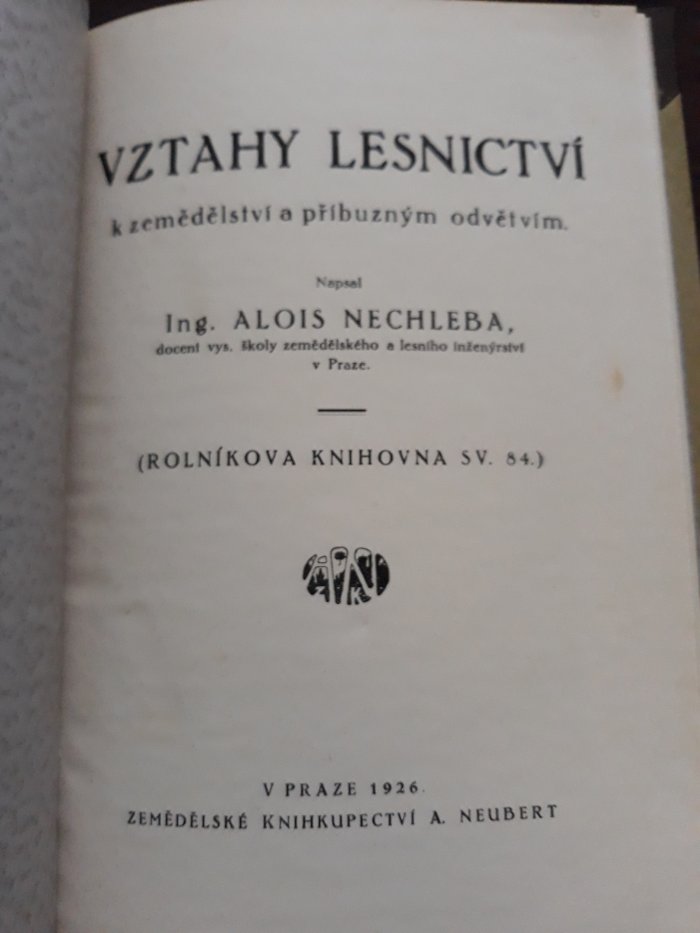 VZTAHY LESNICTVÍ
k zemědělství a příbuzným odvětvím.
Napsal
Ing. ALOIS NECHLEBA,
docent vys. školy zemědělského a lesního inženýrství
v Praze.
(ROLNÍKOVA KNIHOVNA SV. 84.)
V PRAZE 1926.
ZEMĚDĚLSKÉ KNIHKUPECTVÍ A. NEUBERT